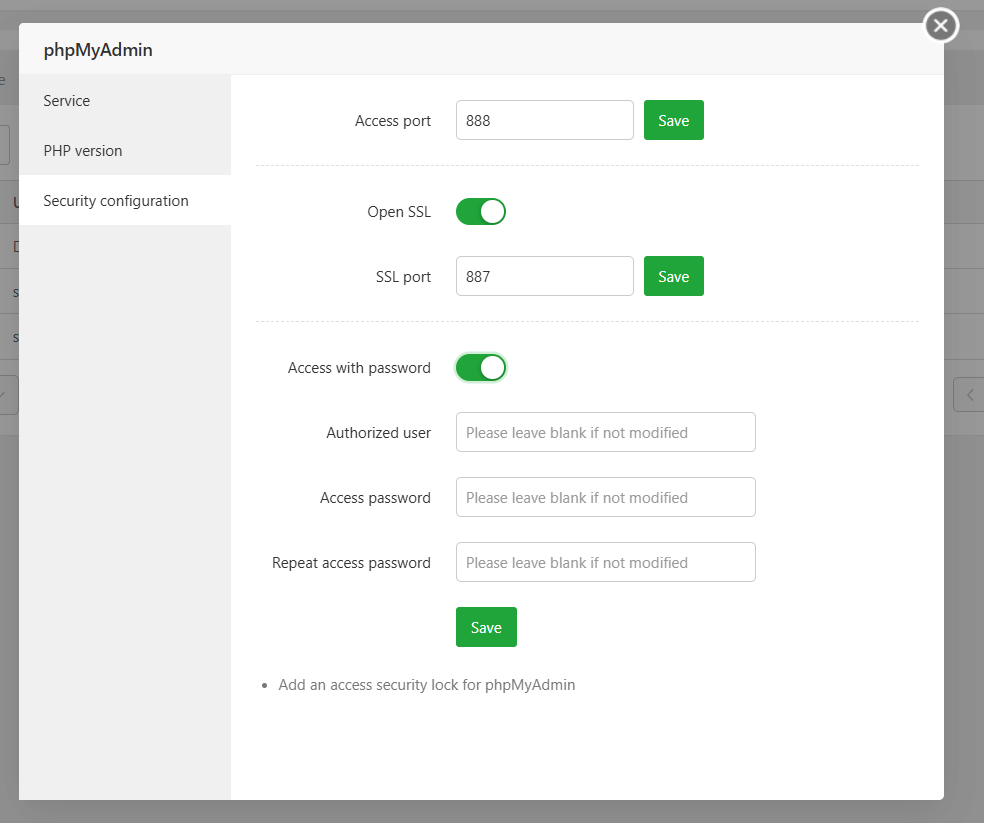 phpMyAdmin
Service
PHP version
Security configuration
Access port
888
Save
Open SSL
SSL port
887
Save
Access with password
Authorized user
Please leave blank if not modified
Access password
Please leave blank if not modified
Repeat access password
Please leave blank if not modified
Save
Add an access security lock for phpMyAdmin